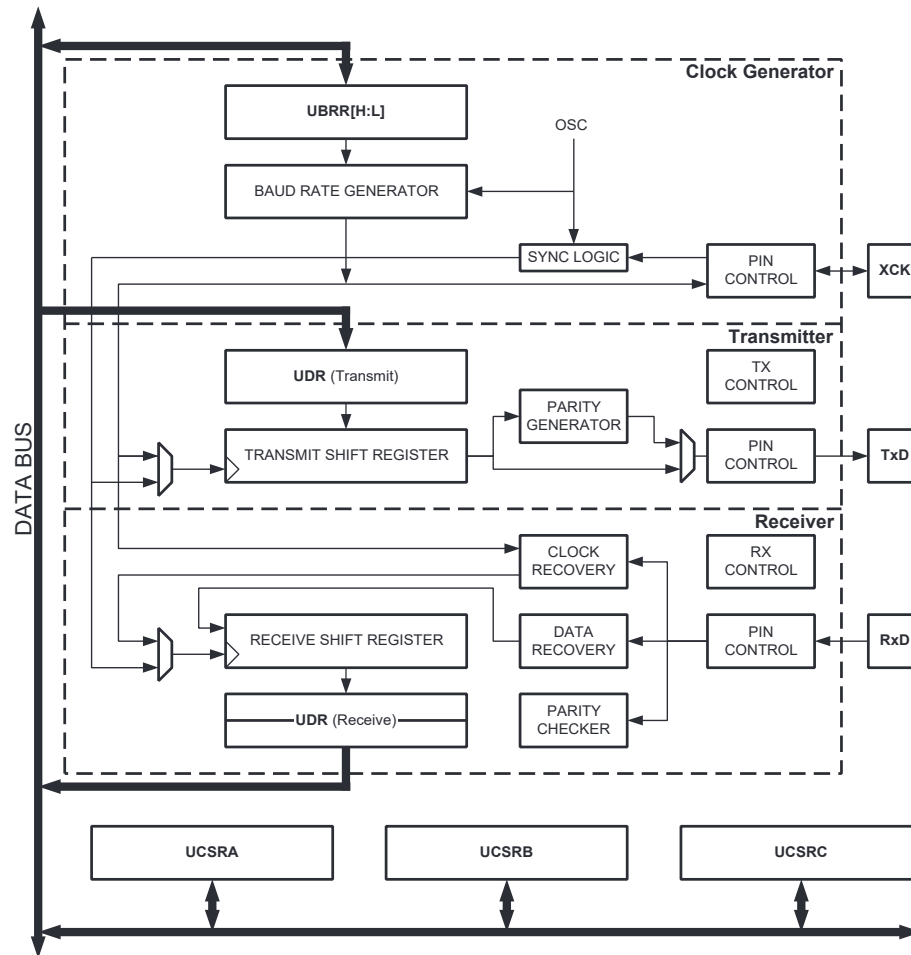 Clock Generator
UBRR[H:L]
OSC
BAUD RATE GENERATOR
SYNC LOGIC
PIN
CONTROL
XCK
Transmitter
UDR (Transmit)
TX
CONTROL
PARITY
GENERATOR
TRANSMIT SHIFT REGISTER
PIN
CONTROL
TxD
DATA BUS
Receiver
CLOCK
RECOVERY
RX
CONTROL
RECEIVE SHIFT REGISTER
DATA
RECOVERY
PIN
CONTROL
RxD
UDR (Receive)
PARITY
CHECKER
UCSRA
UCSRB
UCSRC